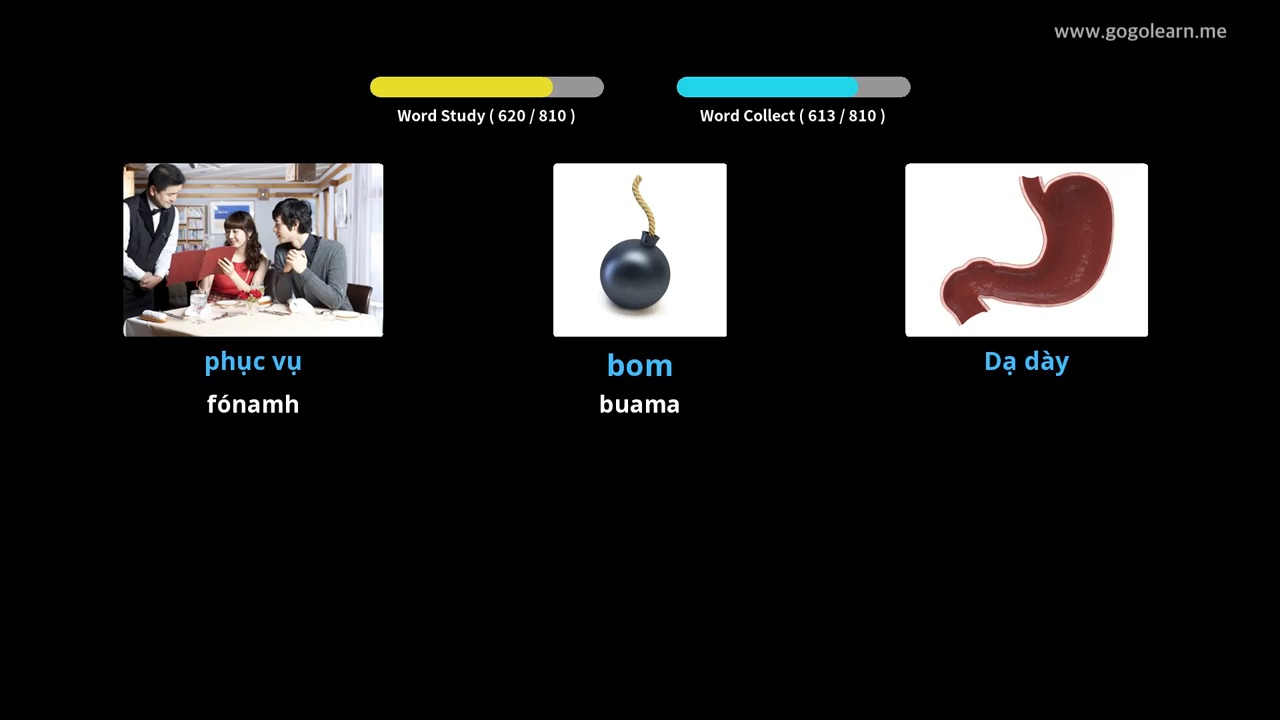 www.gogolearn.me
Word Study ( 620 / 810 )
Word Collect ( 613 / 810 )
phục vụ
bom
Dạ dày
fónamh
buama